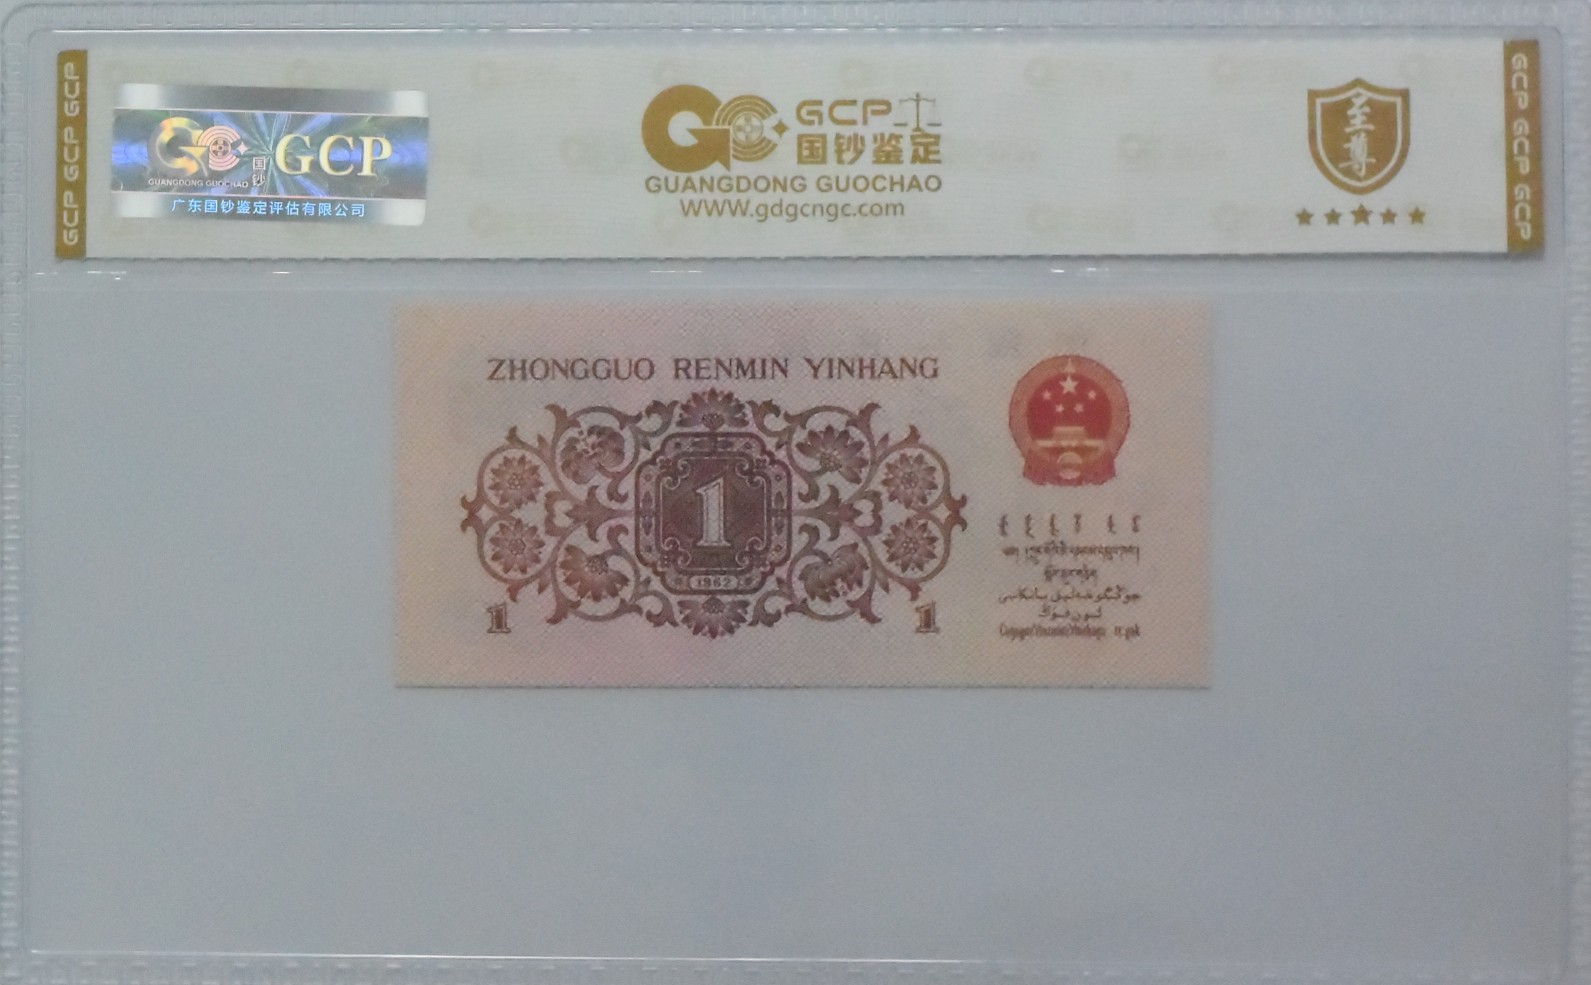 GCP GCP GCP
GUANGDONG GUOCHAO
国钞
GCP
广东国钞鉴定评估有限公司
GCP
国钞鉴定
GUANGDONG GUOCHAO
WWW.gdgcngc.com
至尊
GCP GCP GCP
ZHONGGUO RENMIN YINHANG
1
1962
1
1